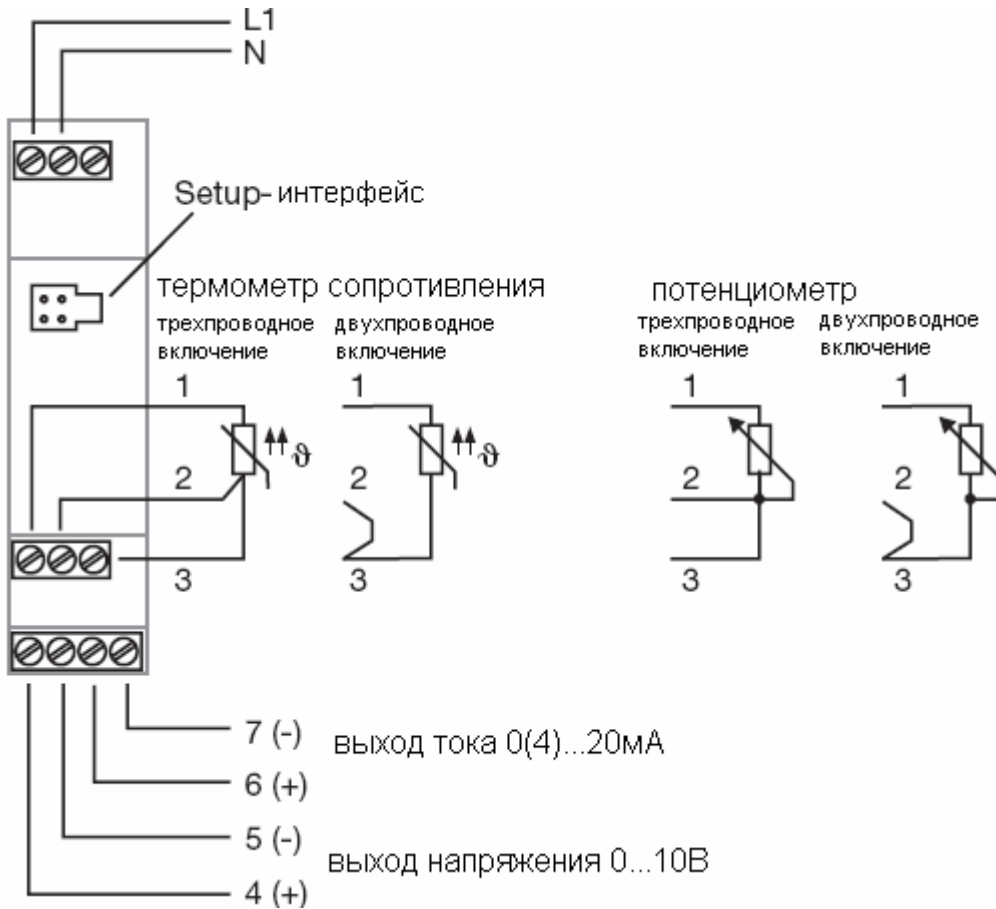 L1
N
Setup- интерфейс
термометр сопротивления
потенциометр
трехпроводное включение
двухпроводное включение
трехпроводное включение
двухпроводное включение
1
1
1
1
ϑ
ϑ
2
2
2
2
3
3
3
3
7 (-)
выход тока 0(4)...20мА
6 (+)
5 (-)
выход напряжения 0...10В
4 (+)